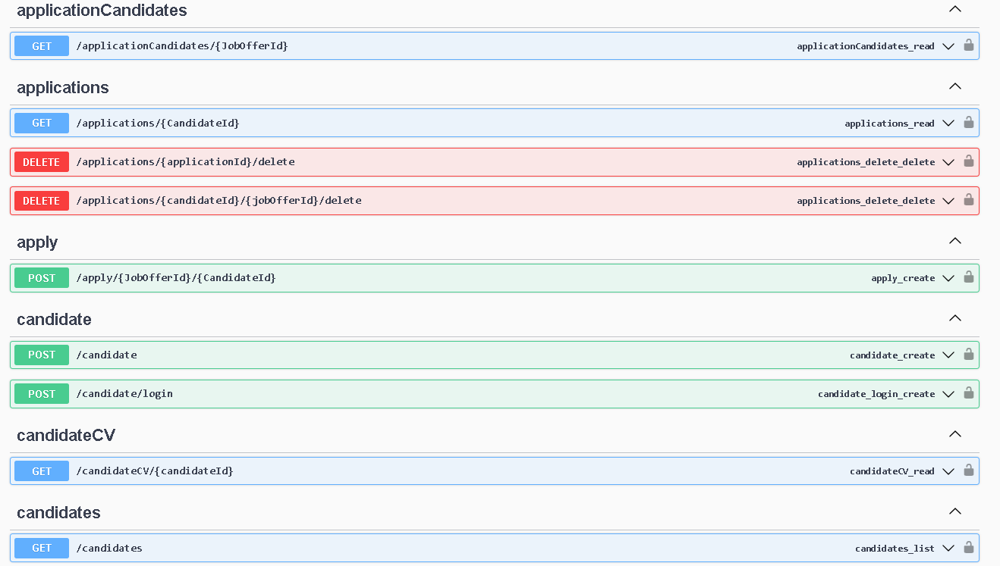 applicationCandidates
GET /applicationCandidates/{JobOfferId} applicationCandidates_read
applications
GET /applications/{CandidateId} applications_read
DELETE /applications/{applicationId}/delete applications_delete_delete
DELETE /applications/{candidateId}/{jobOfferId}/delete applications_delete_delete
apply
POST /apply/{JobOfferId}/{CandidateId} apply_create
candidate
POST /candidate candidate_create
POST /candidate/login candidate_login_create
candidateCV
GET /candidateCV/{candidateId} candidateCV_read
candidates
GET /candidates candidates_list